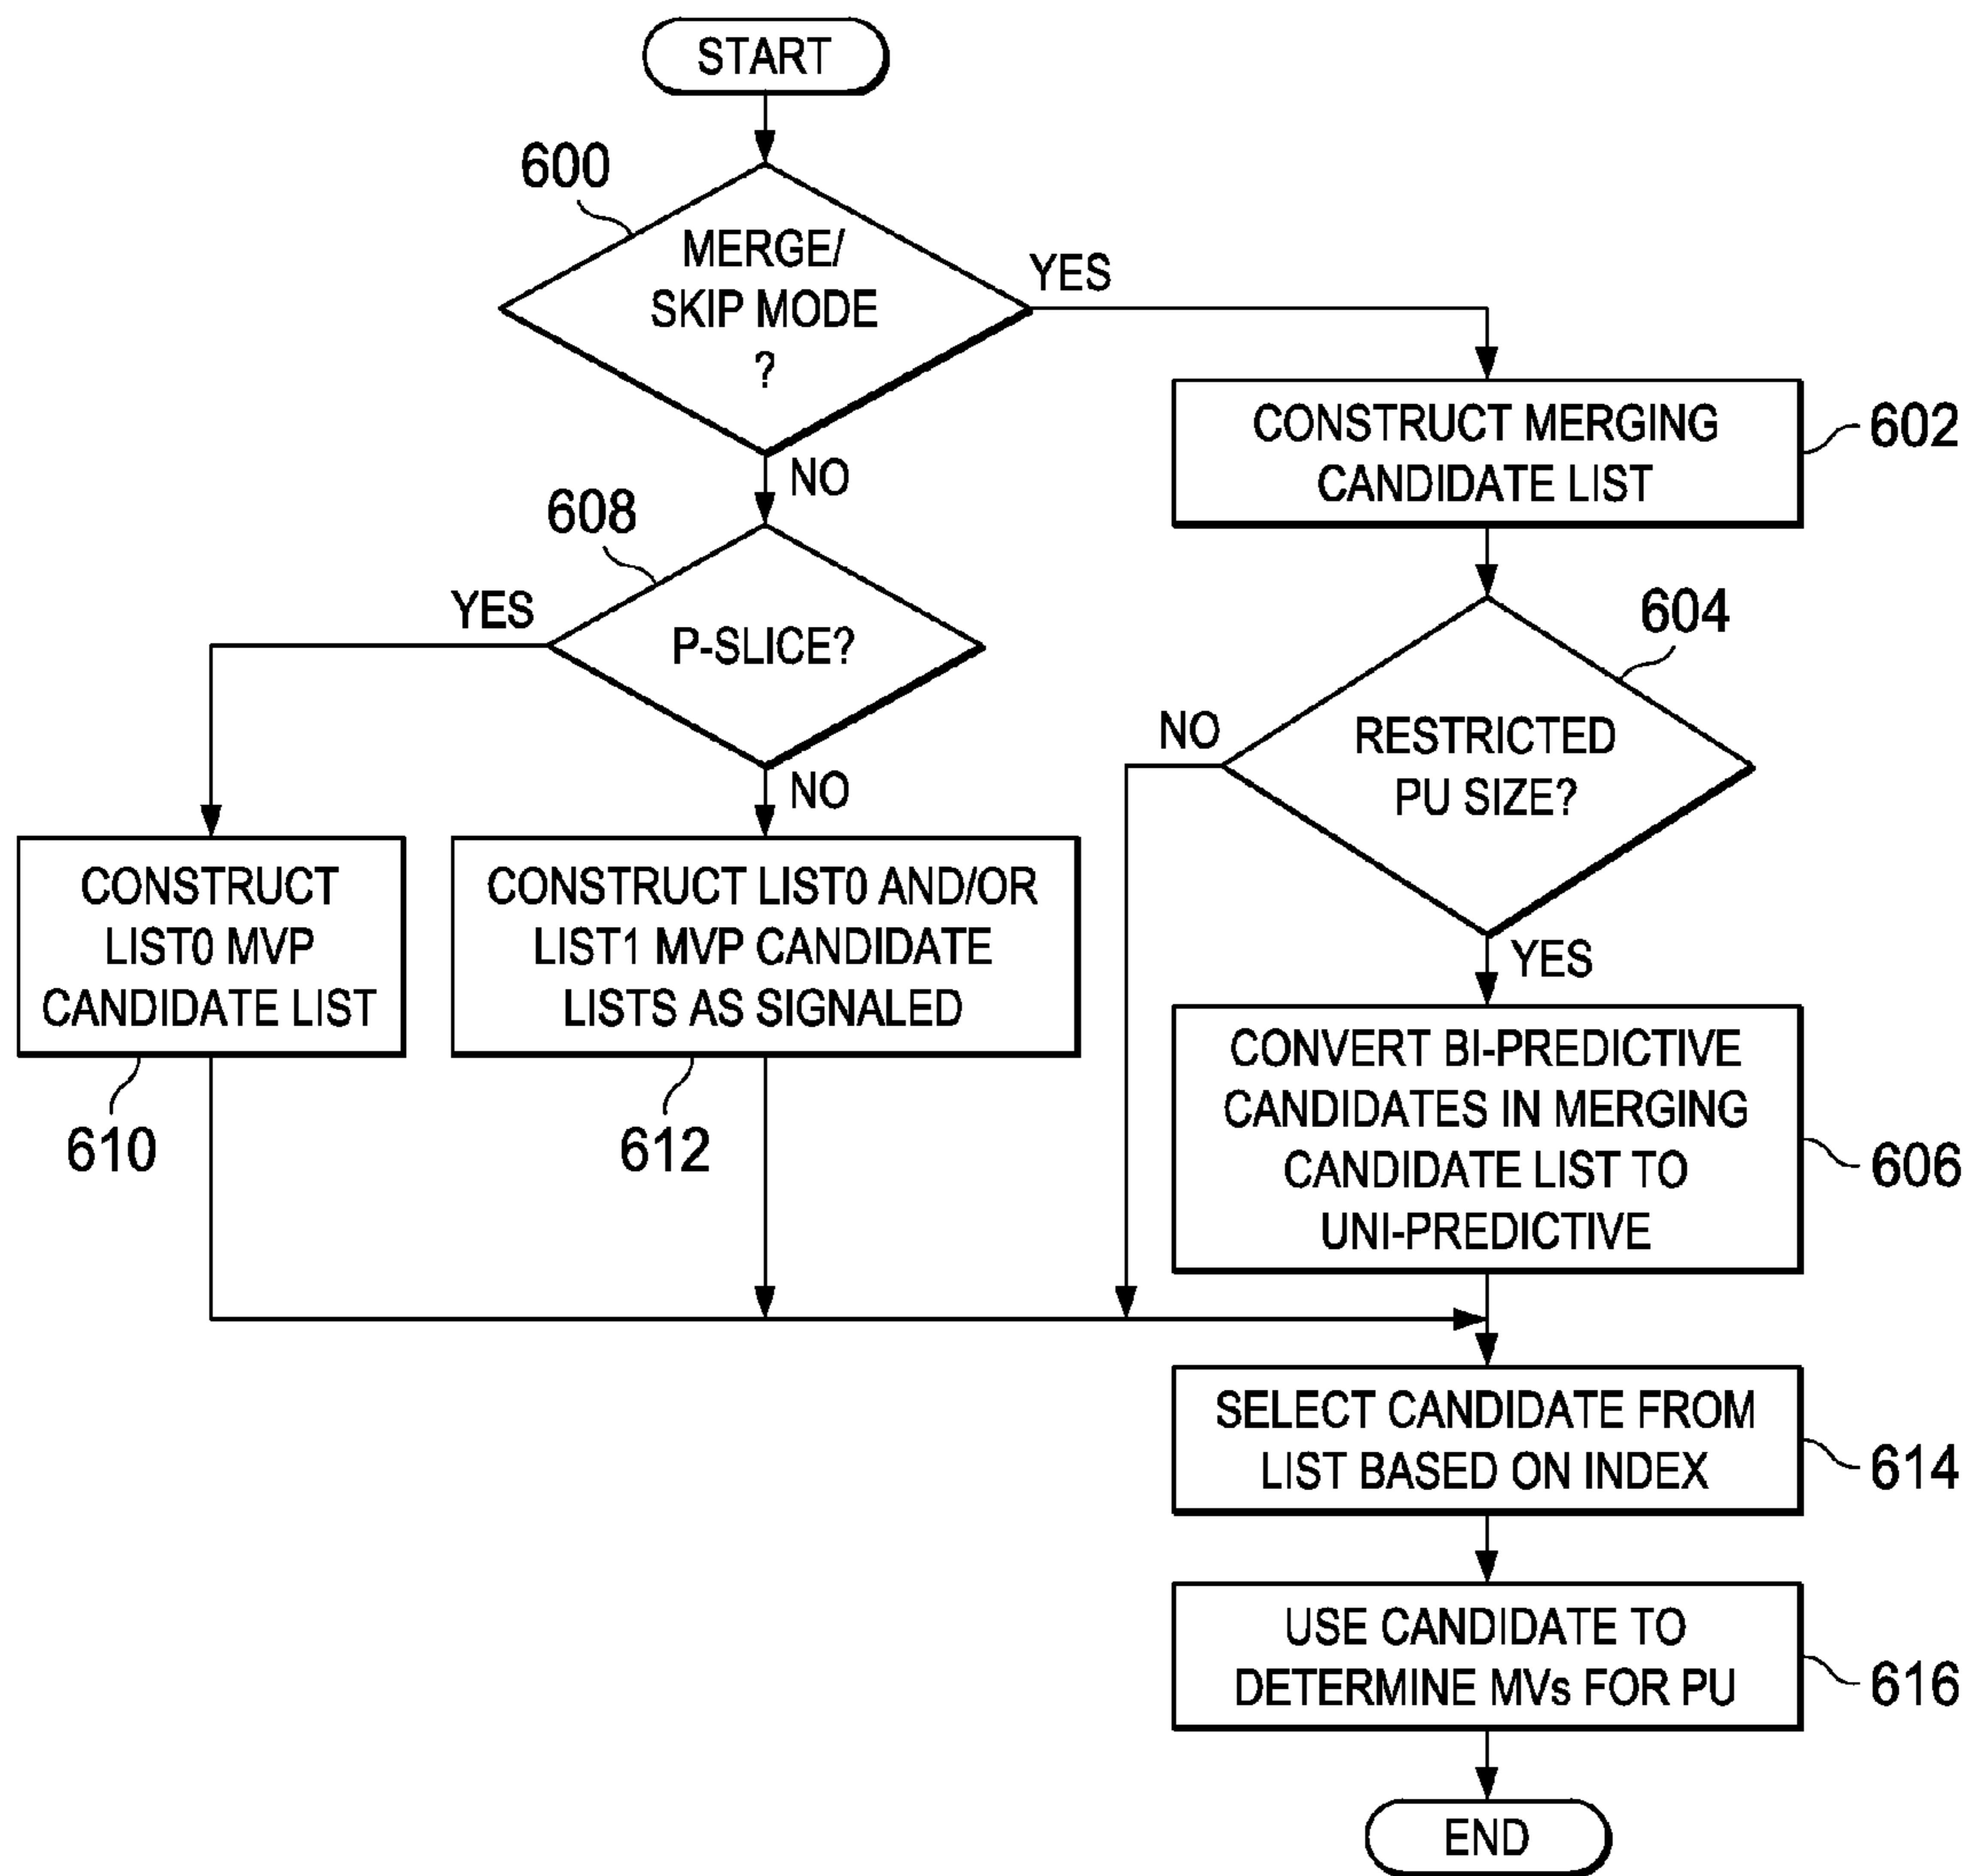 START
600
MERGE/
SKIP MODE
?
YES
NO
CONSTRUCT MERGING
CANDIDATE LIST
602
608
P-SLICE?
YES
NO
604
RESTRICTED
PU SIZE?
NO
YES
CONSTRUCT
LIST0 MVP
CANDIDATE LIST
610
CONSTRUCT LIST0 AND/OR
LIST1 MVP CANDIDATE
LISTS AS SIGNALED
612
CONVERT BI-PREDICTIVE
CANDIDATES IN MERGING
CANDIDATE LIST TO
UNI-PREDICTIVE
606
SELECT CANDIDATE FROM
LIST BASED ON INDEX
614
USE CANDIDATE TO
DETERMINE MVs FOR PU
616
END